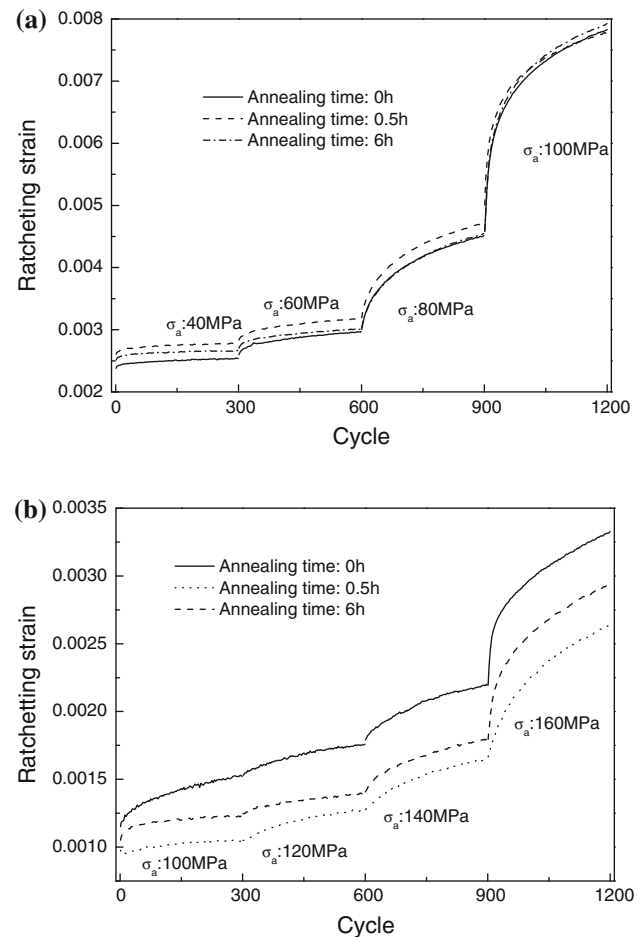 (a)
0.008
0.007
0.006
0.005
0.004
0.003
0.002
Ratcheting strain
Annealing time: 0h
Annealing time: 0.5h
Annealing time: 6h
σa:100MPa
σa:60MPa
σa:40MPa
σa:80MPa
0 300 600 900 1200
Cycle
(b)
0.0035
0.0030
0.0025
0.0020
0.0015
0.0010
Ratchetting strain
Annealing time: 0h
Annealing time: 0.5h
Annealing time: 6h
σa:160MPa
σa:140MPa
σa:100MPa
σa:120MPa
0 300 600 900 1200
Cycle